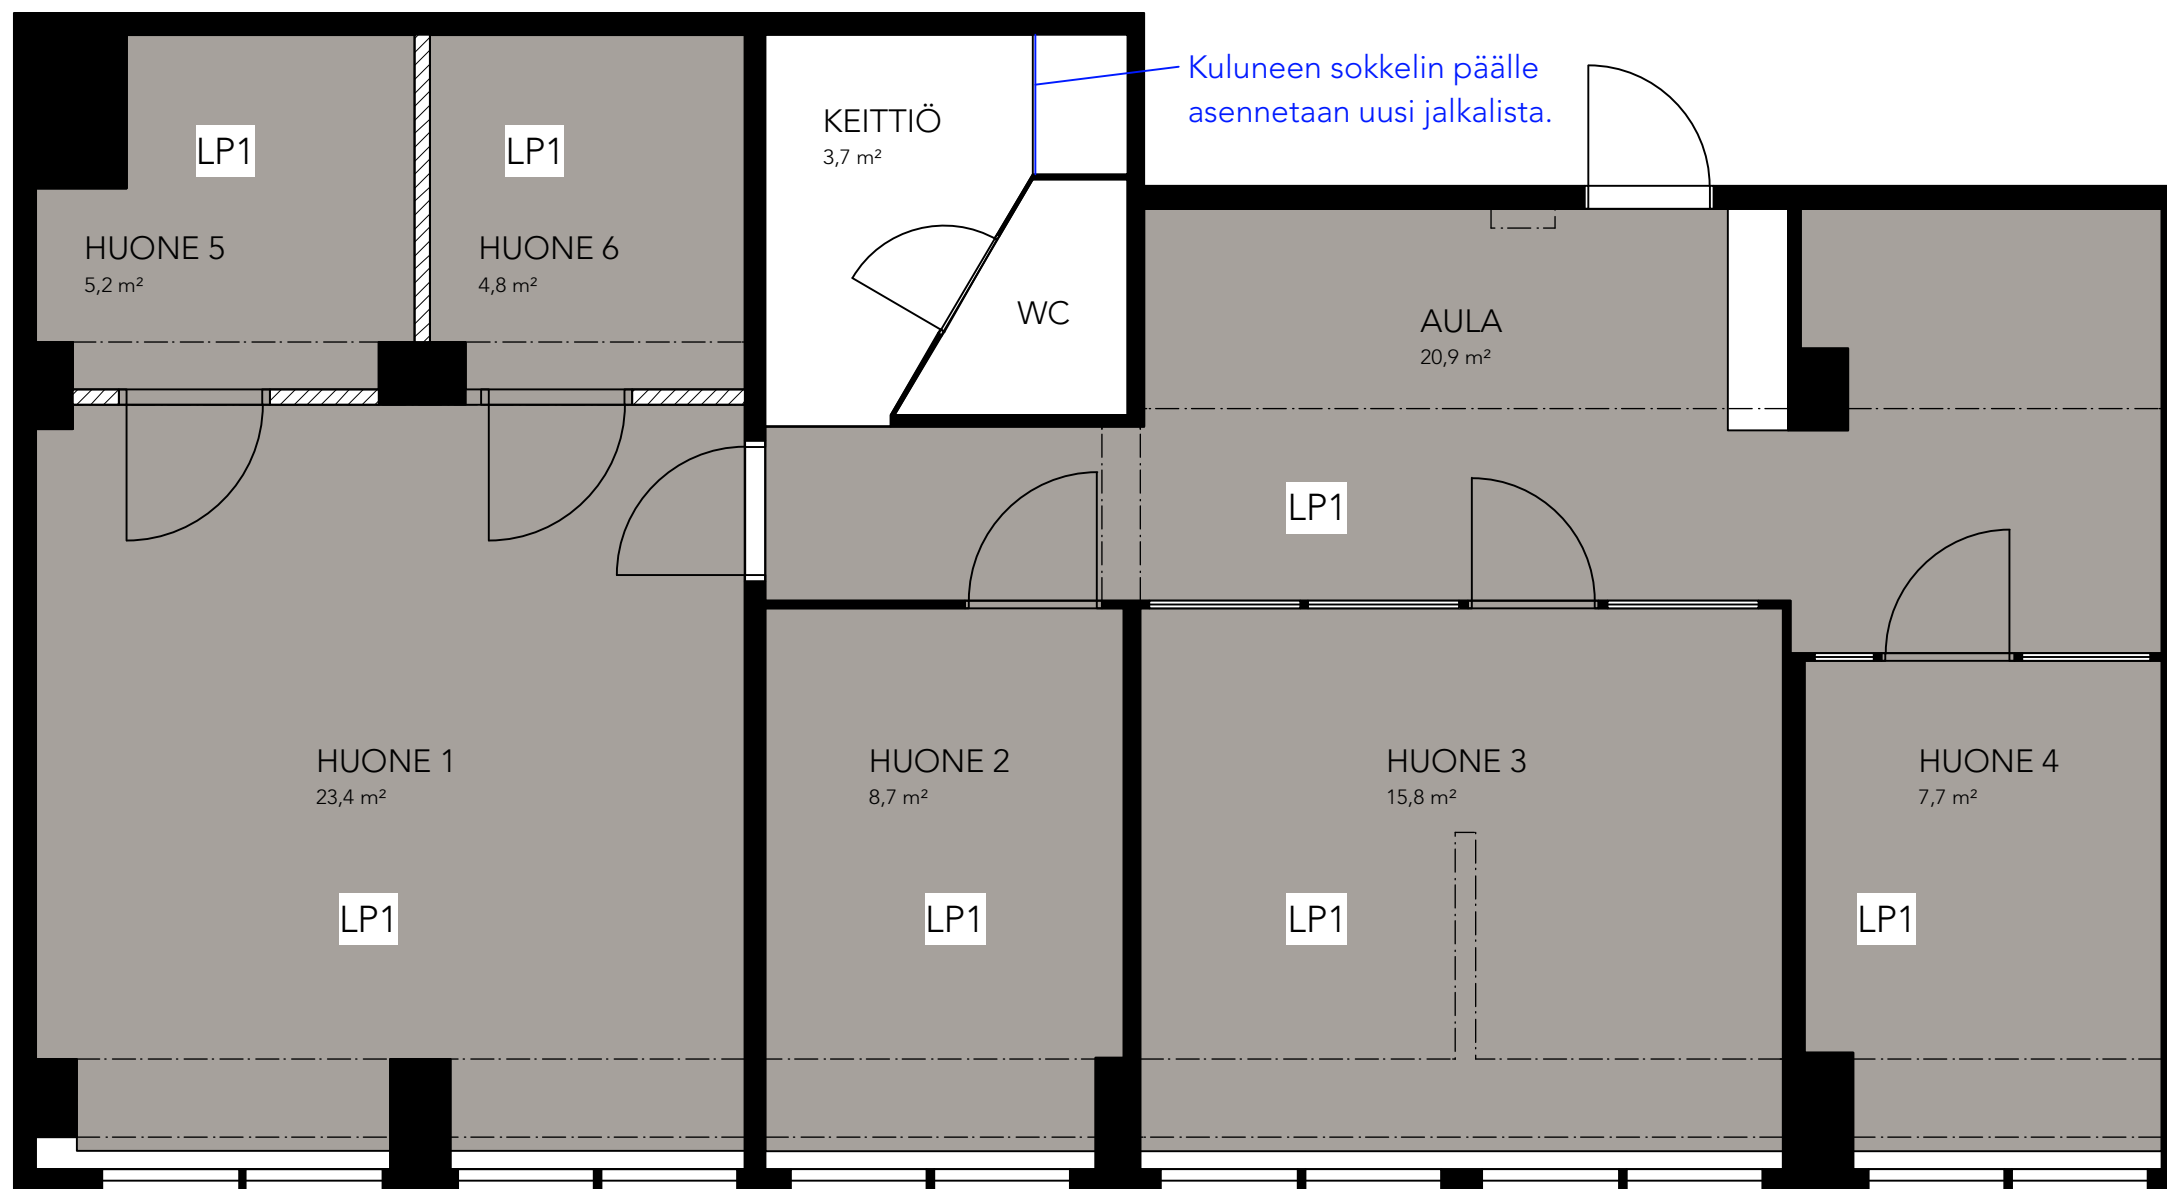 Kuluneen sokkelin päälle
asennetaan uusi jalkalista.
KEITTIÖ
3,7 m²
LP1
LP1
HUONE 5
5,2 m²
HUONE 6
4,8 m²
WC
AULA
20,9 m²
LP1
HUONE 1
23,4 m²
HUONE 2
8,7 m²
HUONE 3
15,8 m²
HUONE 4
7,7 m²
LP1
LP1
LP1
LP1